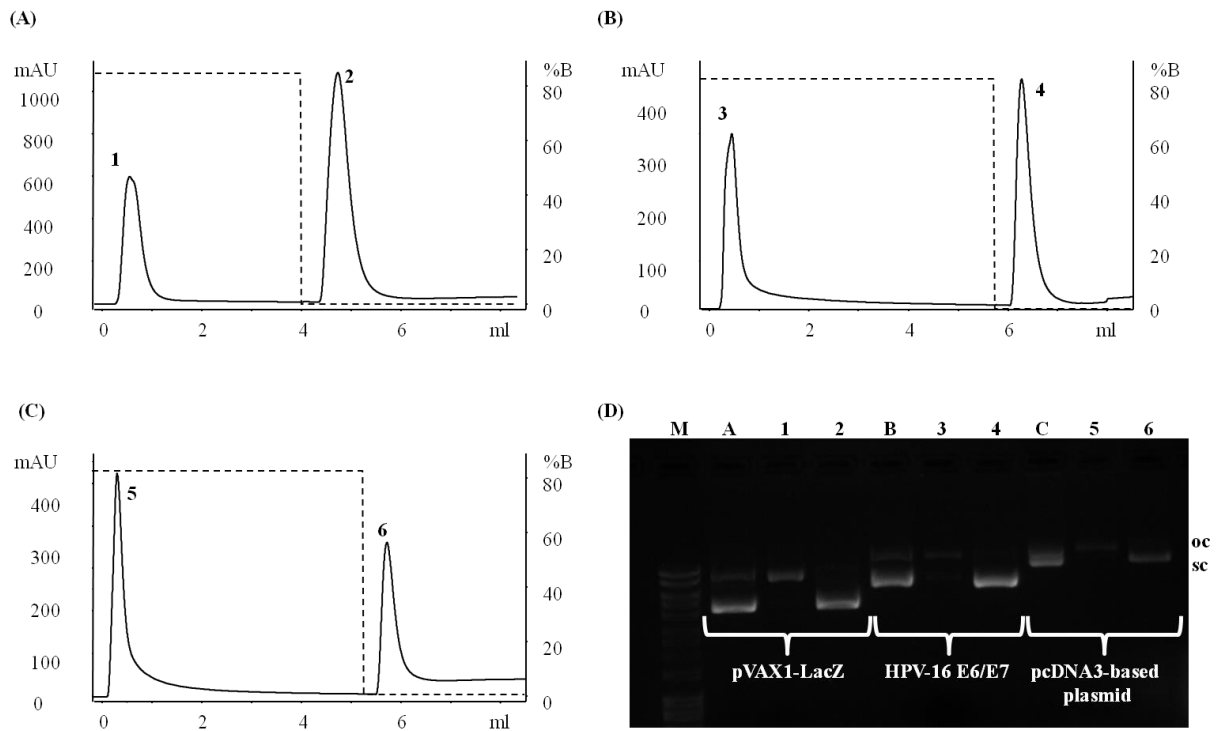 (A)
mAU
%B
1000
800
600
400
200
0
80
60
40
20
0
1
2
0 2 4 6 ml
(B)
mAU
%B
400
300
200
100
0
80
60
40
20
0
3
4
0 2 4 6 ml
(C)
mAU
%B
400
300
200
100
0
80
60
40
20
0
5
6
0 2 4 6 ml
(D)
M A 1 2 B 3 4 C 5 6
oc
sc
pVAX1-LacZ
HPV-16 E6/E7
pcDNA3-based
plasmid